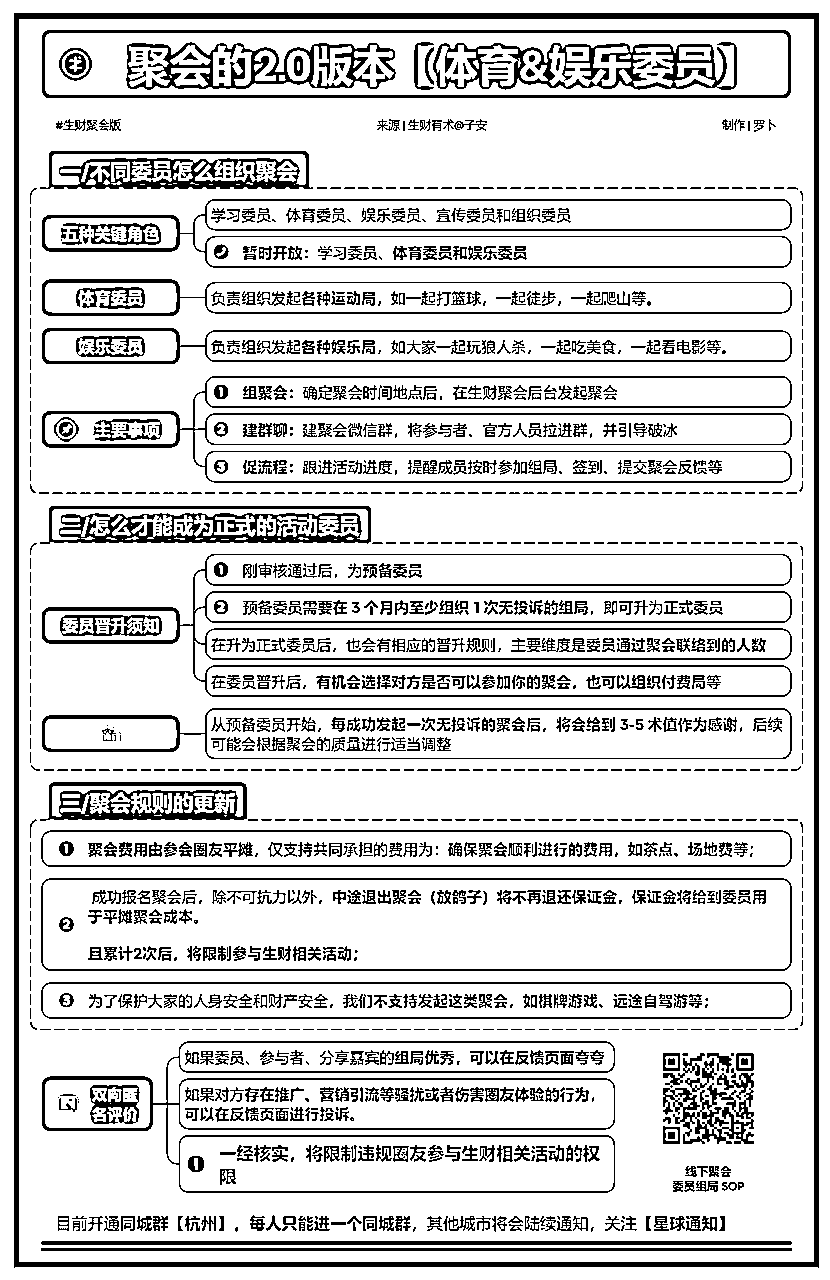 聚会的2.0版本【(体育&娱乐委员)】
#生财聚会版
来源 | 生财有术@子安
制作 | 罗卜
一/不同委员怎么组织聚会
五种关键角色
学习委员、体育委员、娱乐委员、宣传委员和组织委员
暂时开放：学习委员、体育委员和娱乐委员
体育委员
负责组织发起各种运动局，如一起打篮球，一起徒步，一起爬山等。
娱乐委员
负责组织发起各种娱乐局，如大家一起玩狼人杀，一起吃美食，一起看电影等。
主要事项
1 组聚会：确定聚会时间地点后，在生财聚会后台发起聚会
2 建群聊：建聚会微信群，将参与者、官方人员拉进群，并引导破冰
3 促流程：跟进活动进度，提醒成员按时参加组局、签到、提交聚会反馈等
二/怎么才能成为正式的活动委员
委员晋升须知
1 刚审核通过后，为预备委员
2 预备委员需要在 3 个月内至少组织 1 次无投诉的组局，即可升为正式委员
在升为正式委员后，也会有相应的晋升规则，主要维度是委员通过聚会联络到的人数
在委员晋升后，有机会选择对方是否可以参加你的聚会，也可以组织付费局等
从预备委员开始，每成功发起一次无投诉的聚会后，将会给到 3-5 术值作为感谢，后续
可能会根据聚会的质量进行适当调整
三/聚会规则的更新
1 聚会费用由参会圈友平摊，仅支持共同承担的费用为：确保聚会顺利进行的费用，如茶点、场地费等；
2 成功报名聚会后，除不可抗力以外，中途退出聚会（放鸽子）将不再退还保证金，保证金将给到委员用
于平摊聚会成本。
且累计2次后，将限制参与生财相关活动；
3 为了保护大家的人身安全和财产安全，我们不支持发起这类聚会，如棋牌游戏、远途自驾游等；
双向匿
名评价
如果委员、参与者、分享嘉宾的组局优秀，可以在反馈页面夸夸
如果对方存在推广、营销引流等骚扰或者伤害圈友体验的行为，
可以在反馈页面进行投诉。
1 一经核实，将限制违规圈友参与生财相关活动的权
限
线下聚会
委员组局 SOP
目前开通同城群【杭州】，每人只能进一个同城群，其他城市将会陆续通知，关注【星球通知】